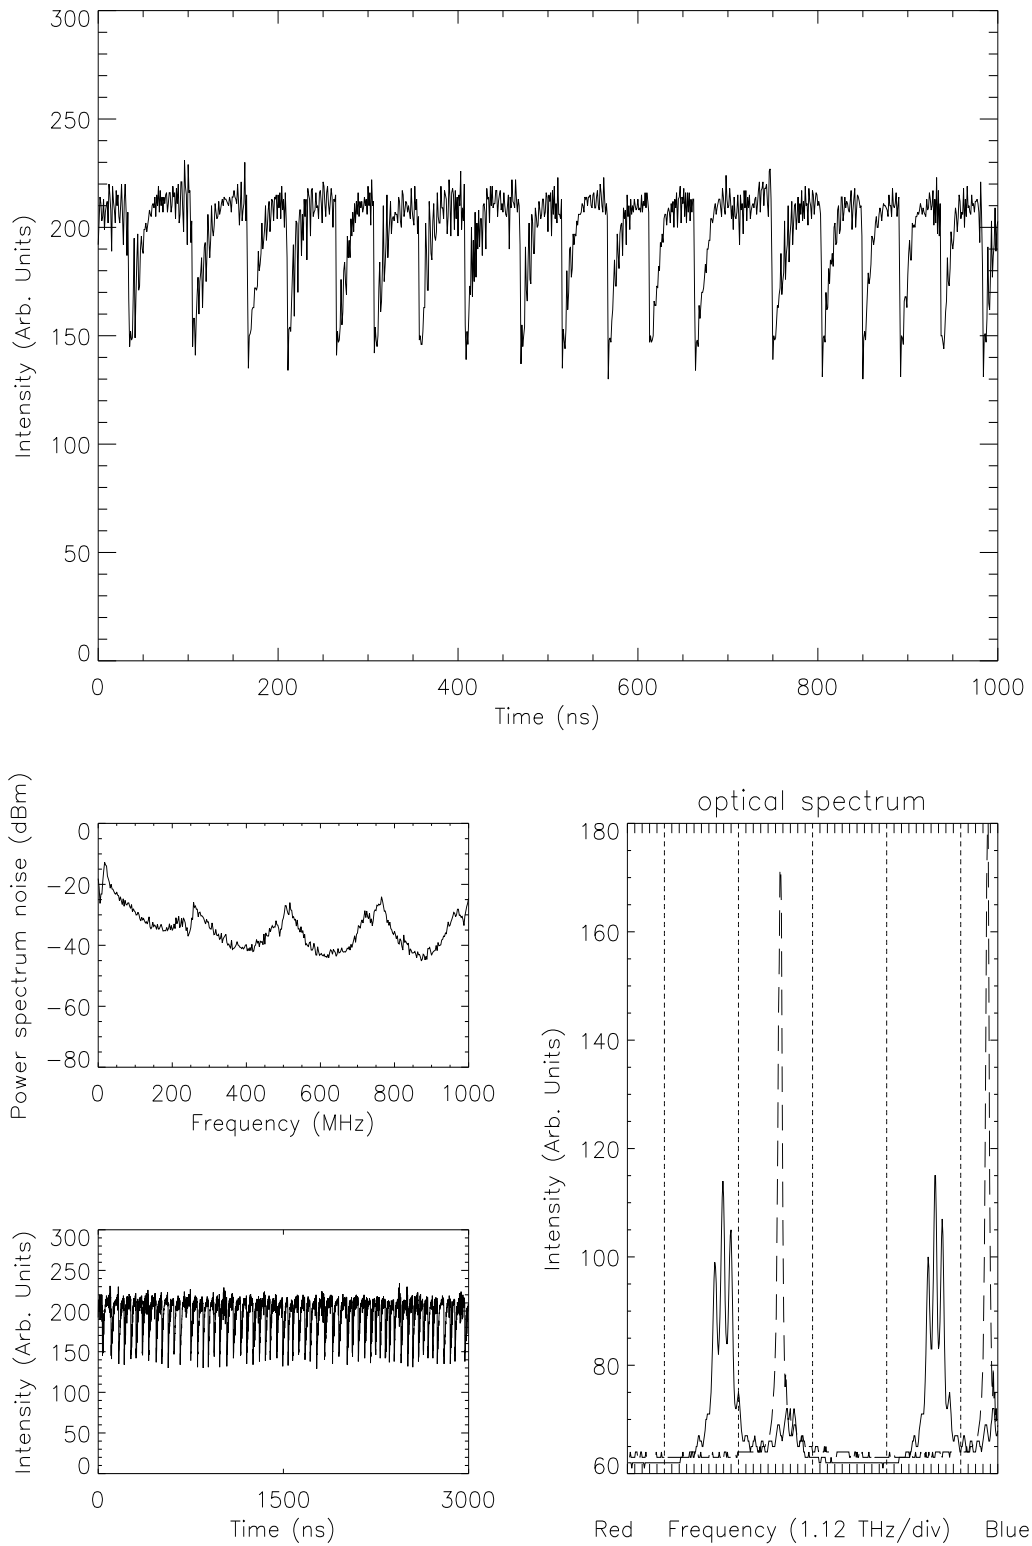 300
250
200
150
100
50
0
Intensity (Arb. Units)
0 200 400 600 800 1000
Time (ns)
0
−20
−40
−60
−80
Power spectrum noise (dBm)
0 200 400 600 800 1000
Frequency (MHz)
300
250
200
150
100
50
0
Intensity (Arb. Units)
0 1500 3000
Time (ns)
optical spectrum
180
160
140
120
100
80
60
Intensity (Arb. Units)
Red Frequency (1.12 THz/div) Blue